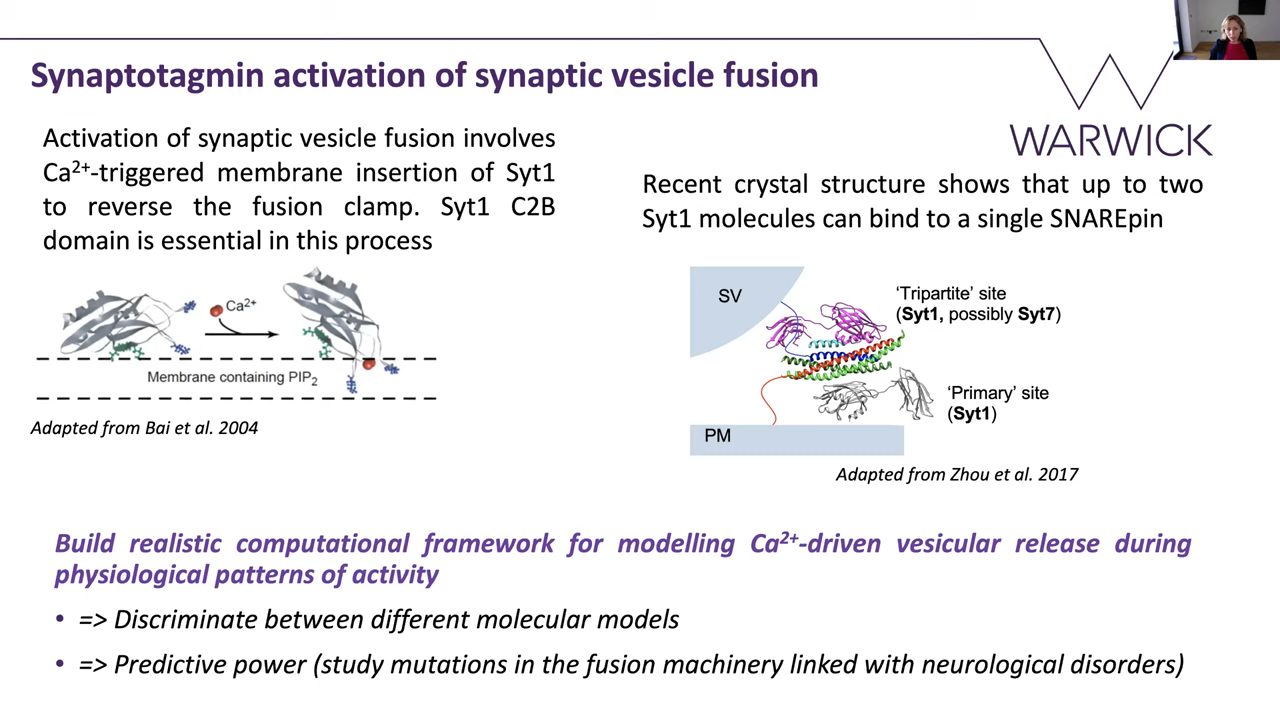 Synaptotagmin activation of synaptic vesicle fusion
WARWICK
Activation of synaptic vesicle fusion involves
Ca²⁺-triggered membrane insertion of Syt1
to reverse the fusion clamp. Syt1 C2B
domain is essential in this process
Ca²⁺
Membrane containing PIP₂
Adapted from Bai et al. 2004
Recent crystal structure shows that up to two
Syt1 molecules can bind to a single SNAREpin
SV
‘Tripartite’ site
(Syt1, possibly Syt7)
‘Primary’ site
(Syt1)
PM
Adapted from Zhou et al. 2017
Build realistic computational framework for modelling Ca²⁺-driven vesicular release during
physiological patterns of activity
• => Discriminate between different molecular models
• => Predictive power (study mutations in the fusion machinery linked with neurological disorders)